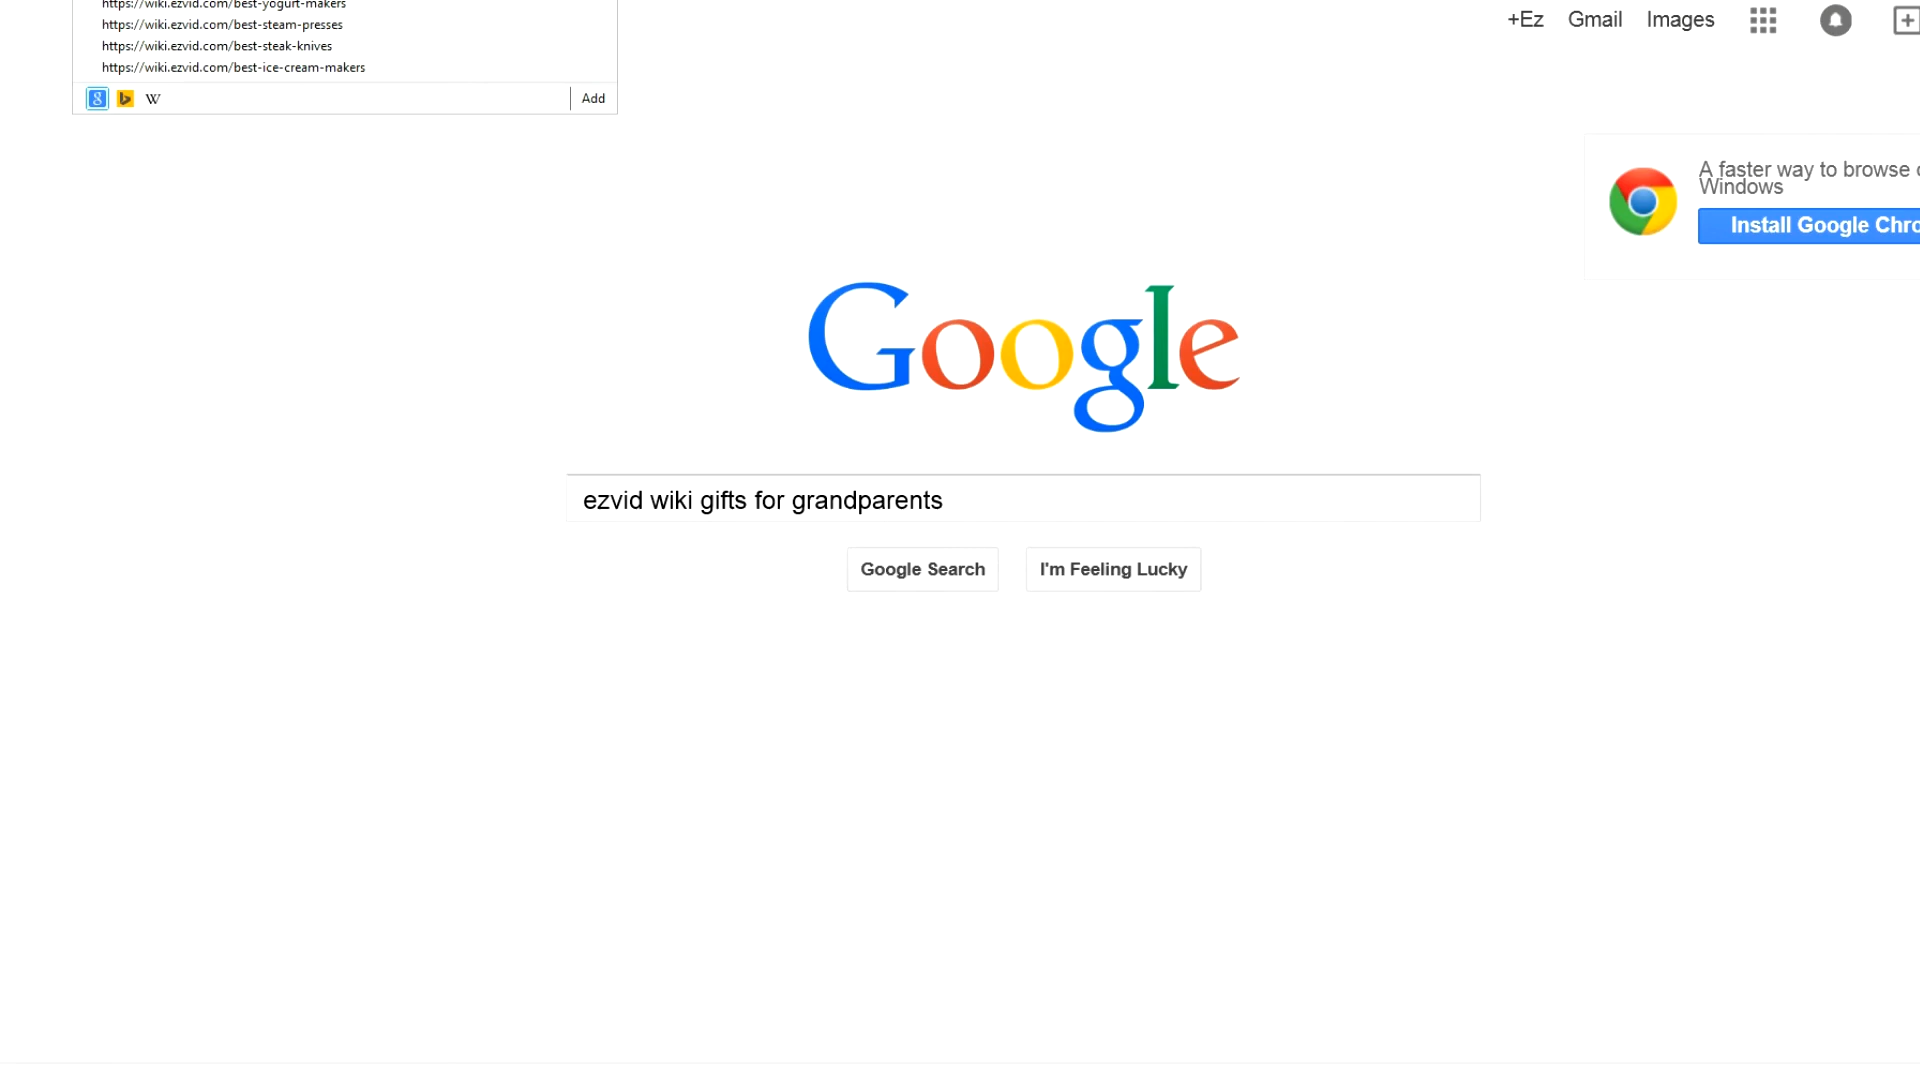 https://wiki.ezvid.com/best-yogurt-makers
https://wiki.ezvid.com/best-steam-presses
https://wiki.ezvid.com/best-steak-knives
https://wiki.ezvid.com/best-ice-cream-makers
8 b W Add
+Ez Gmail Images
A faster way to browse
Windows
Install Google Chro
Google
ezvid wiki gifts for grandparents
Google Search I'm Feeling Lucky